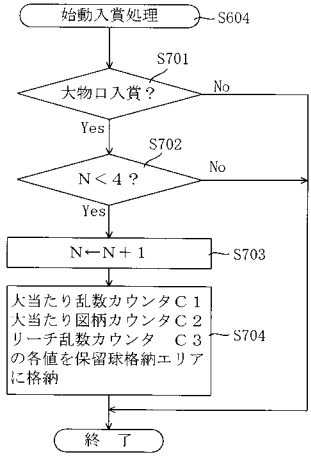 始動入賞処理
S604
S701
大物口入賞？
No
Yes
S702
N＜4？
No
Yes
N←N＋1
S703
大当たり乱数カウンタC1
大当たり図柄カウンタC2
リーチ乱数カウンタ　C3
の各値を保留球格納エリア
に格納
S704
終　了